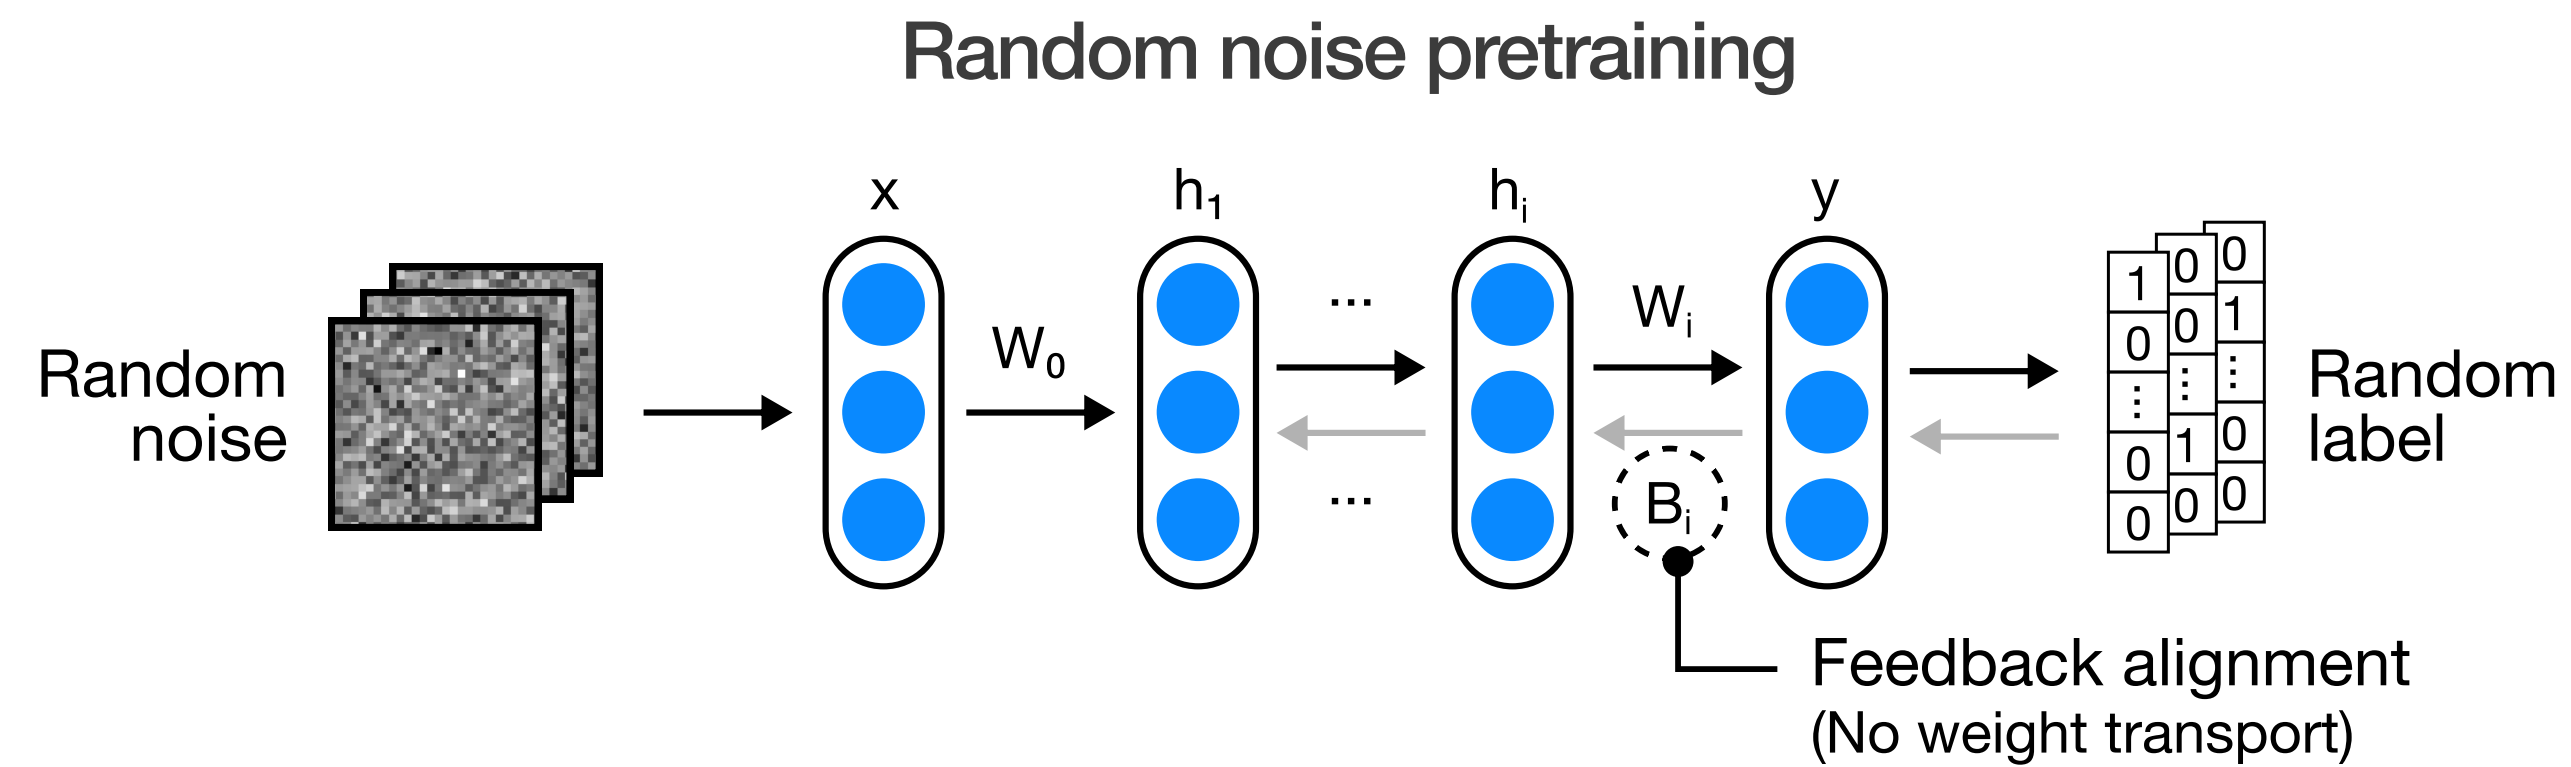 Random noise pretraining
x
h₁
hᵢ
y
Random
noise
W₀
...
Wᵢ
...
Bᵢ
1
0
⋮
0
0
0
0
⋮
1
0
0
1
⋮
0
0
Random
label
Feedback alignment
(No weight transport)